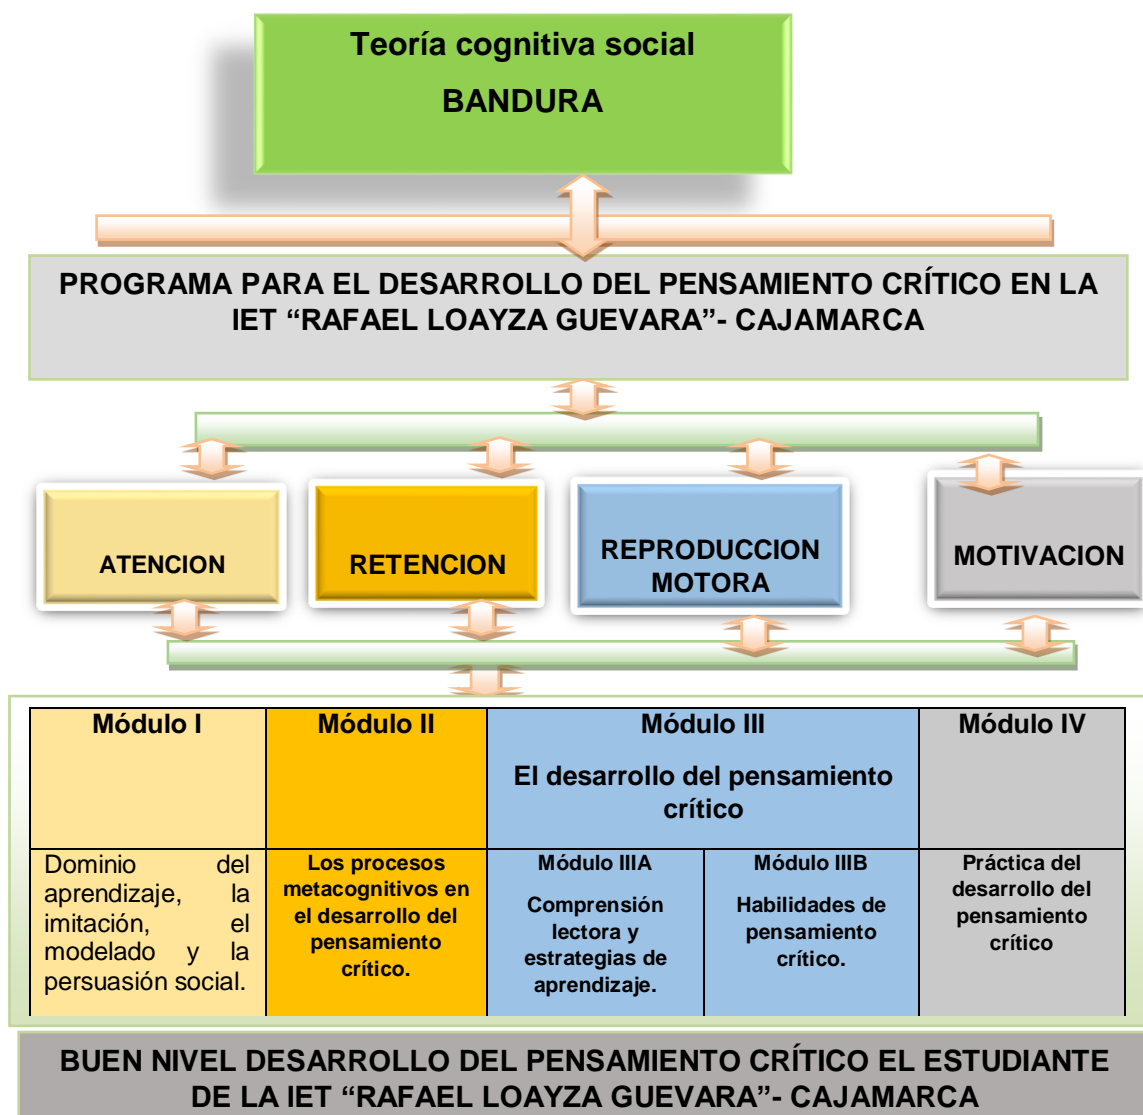 Teoría cognitiva social
BANDURA
PROGRAMA PARA EL DESARROLLO DEL PENSAMIENTO CRÍTICO EN LA
IET “RAFAEL LOAYZA GUEVARA”- CAJAMARCA
ATENCION
RETENCION
REPRODUCCION
MOTORA
MOTIVACION
Módulo I
Módulo II
Módulo III
El desarrollo del pensamiento
crítico
Módulo IV
Dominio del
aprendizaje, la
imitación, el
modelado y la
persuasión social.
Los procesos
metacognitivos en
el desarrollo del
pensamiento
crítico.
Módulo IIIA
Comprensión
lectora y
estrategias de
aprendizaje.
Módulo IIIB
Habilidades de
pensamiento
crítico.
Práctica del
desarrollo del
pensamiento
crítico
BUEN NIVEL DESARROLLO DEL PENSAMIENTO CRÍTICO EL ESTUDIANTE
DE LA IET “RAFAEL LOAYZA GUEVARA”- CAJAMARCA